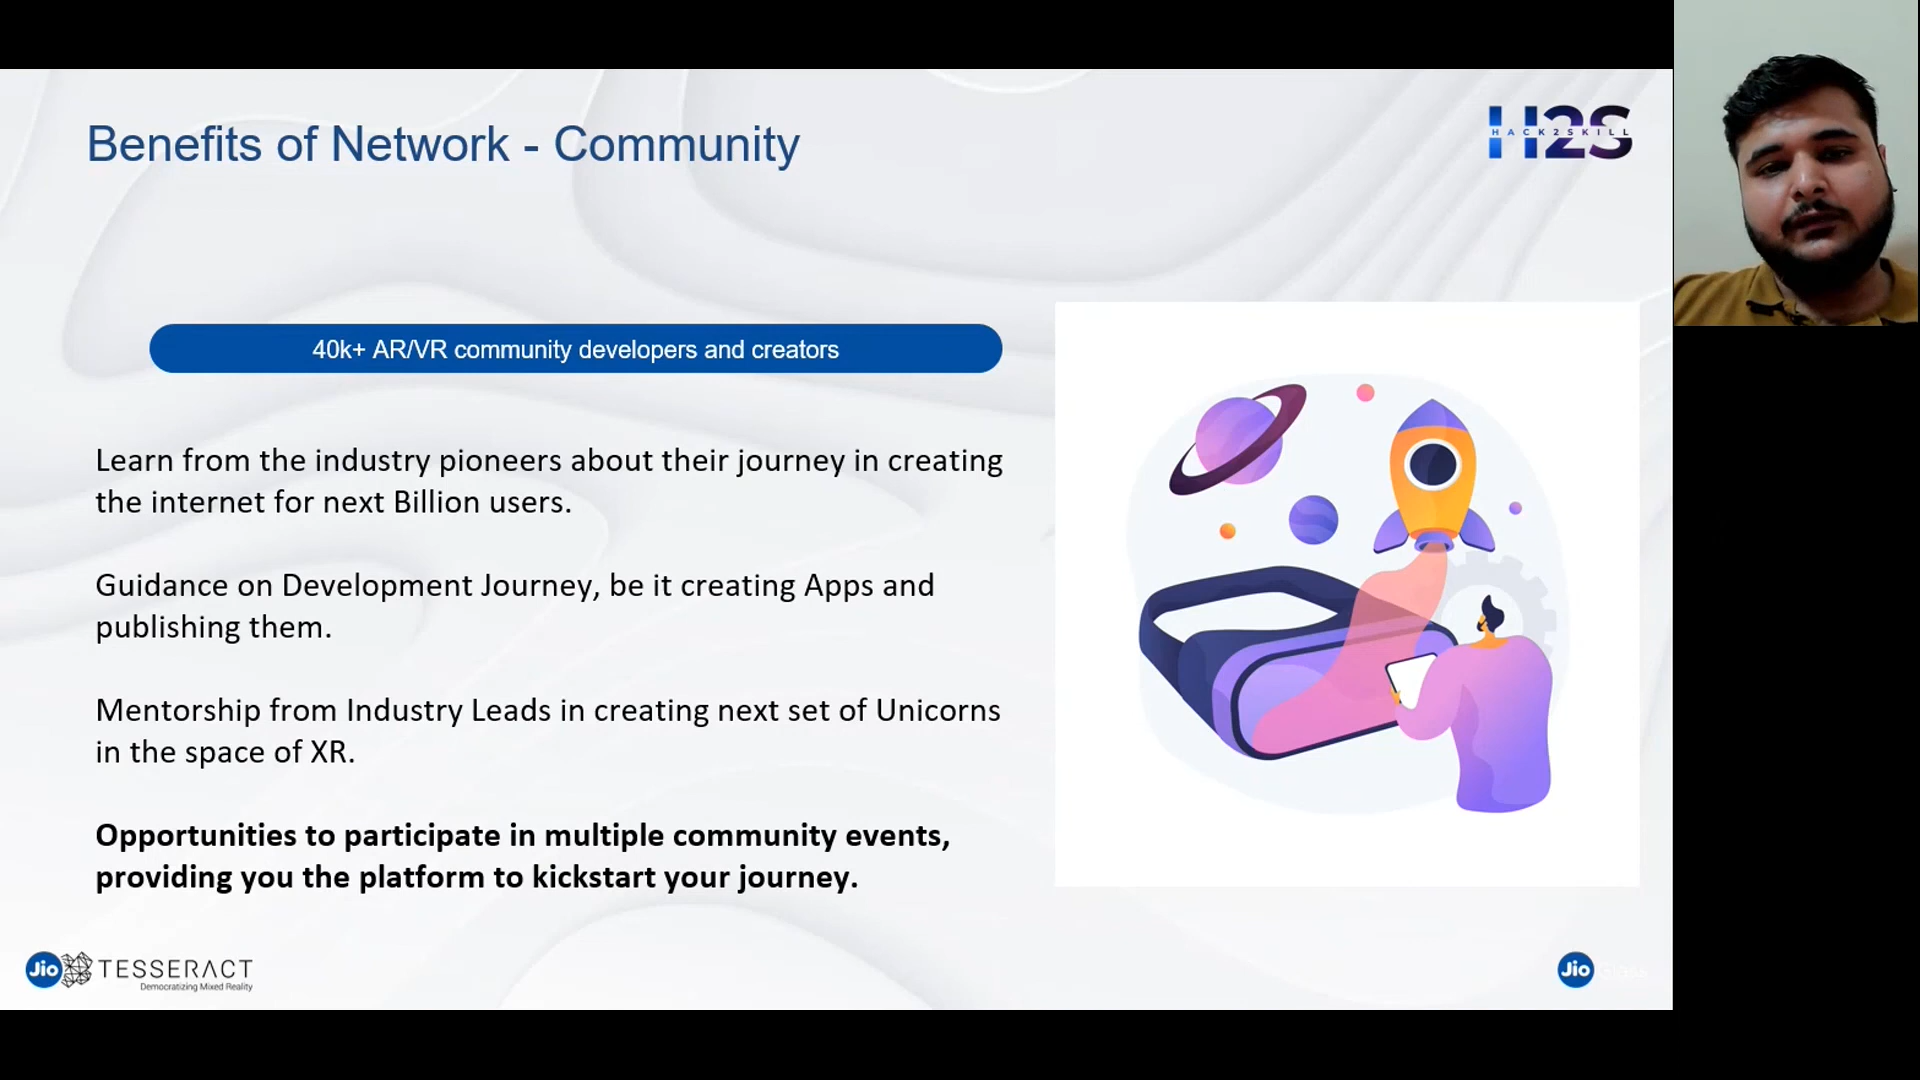 Benefits of Network - Community
H2S
HACK2SKILL
40k+ AR/VR community developers and creators
Learn from the industry pioneers about their journey in creating
the internet for next Billion users.
Guidance on Development Journey, be it creating Apps and
publishing them.
Mentorship from Industry Leads in creating next set of Unicorns
in the space of XR.
Opportunities to participate in multiple community events,
providing you the platform to kickstart your journey.
Jio TESSERACT
Democratizing Mixed Reality
Jio